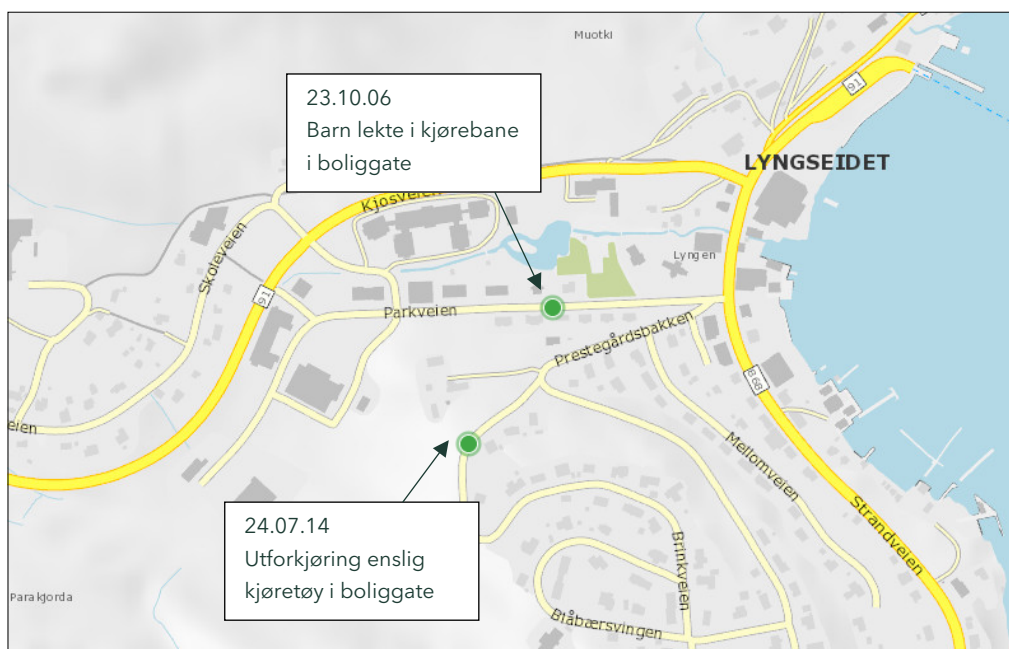 Muotki
91
23.10.06
Barn lekte i kjørebane
i boliggate
LYNGSEIDET
Kjosveien
Skoleveien
Lyngen
91
Parkveien
Prestegårdsbakken
868
eien
Mellomveien
24.07.14
Utforkjøring enslig
kjøretøy i boliggate
Strandveien
Brinkveien
Parakjorda
Blåbærsvingen